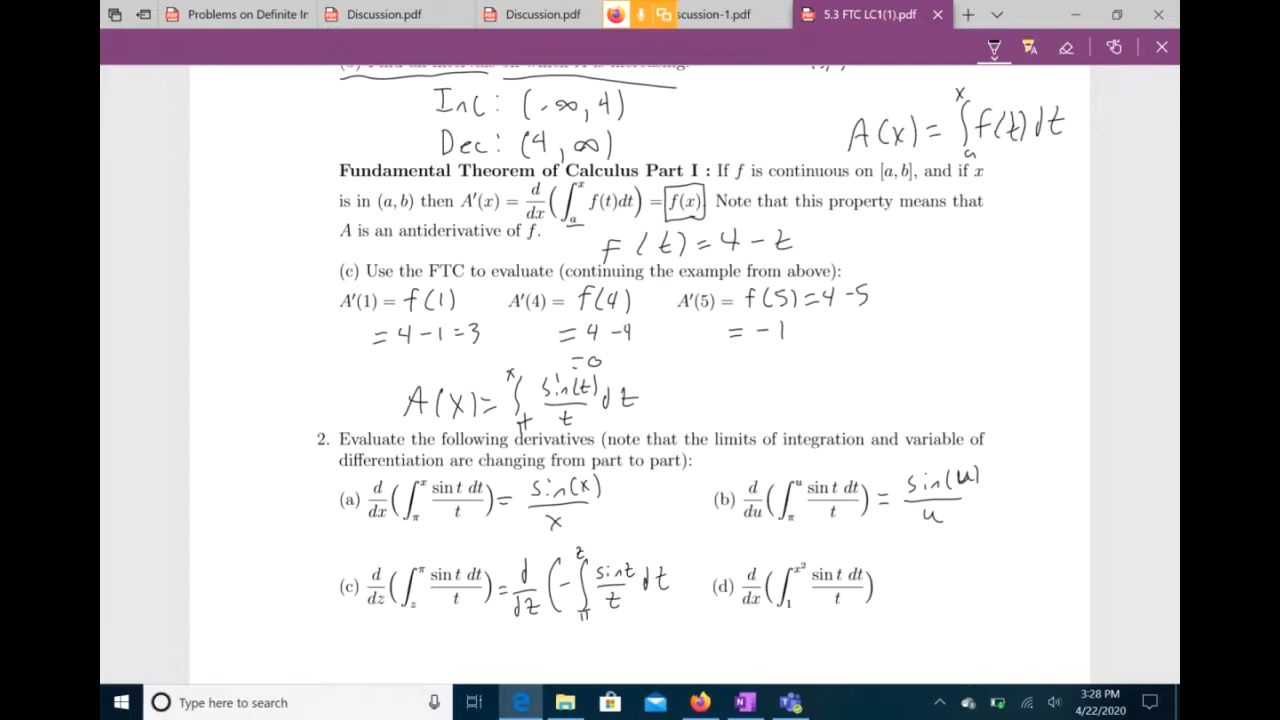 Problems on Definite In
Discussion.pdf
Discussion.pdf
scussion-1.pdf
5.3 FTC LC1(1).pdf
Inc: (-∞, 4)
Dec: (4, ∞)
A(x) = ∫_a^x f(t) dt
Fundamental Theorem of Calculus Part I : If f is continuous on [a, b], and if x
is in (a, b) then A′(x) = d/dx (∫_a^x f(t)dt) = f(x). Note that this property means that
A is an antiderivative of f.
f(t) = 4 - t
(c) Use the FTC to evaluate (continuing the example from above):
A′(1) = f(1) A′(4) = f(4) A′(5) = f(5) = 4 - 5
= 4 - 1 = 3 = 4 - 4 = -1
= 0
A(x) = ∫_π^x sin(t)/t dt
2. Evaluate the following derivatives (note that the limits of integration and variable of
differentiation are changing from part to part):
(a) d/dx (∫_π^x sin t dt / t) = sin(x)/x (b) d/du (∫_π^u sin t dt / t) = sin(u)/u
(c) d/dz (∫_z^π sin t dt / t) = d/dz (- ∫_π^z sin t / t dt (d) d/dx (∫_1^{x²} sin t dt / t)
Type here to search
3:28 PM
4/22/2020